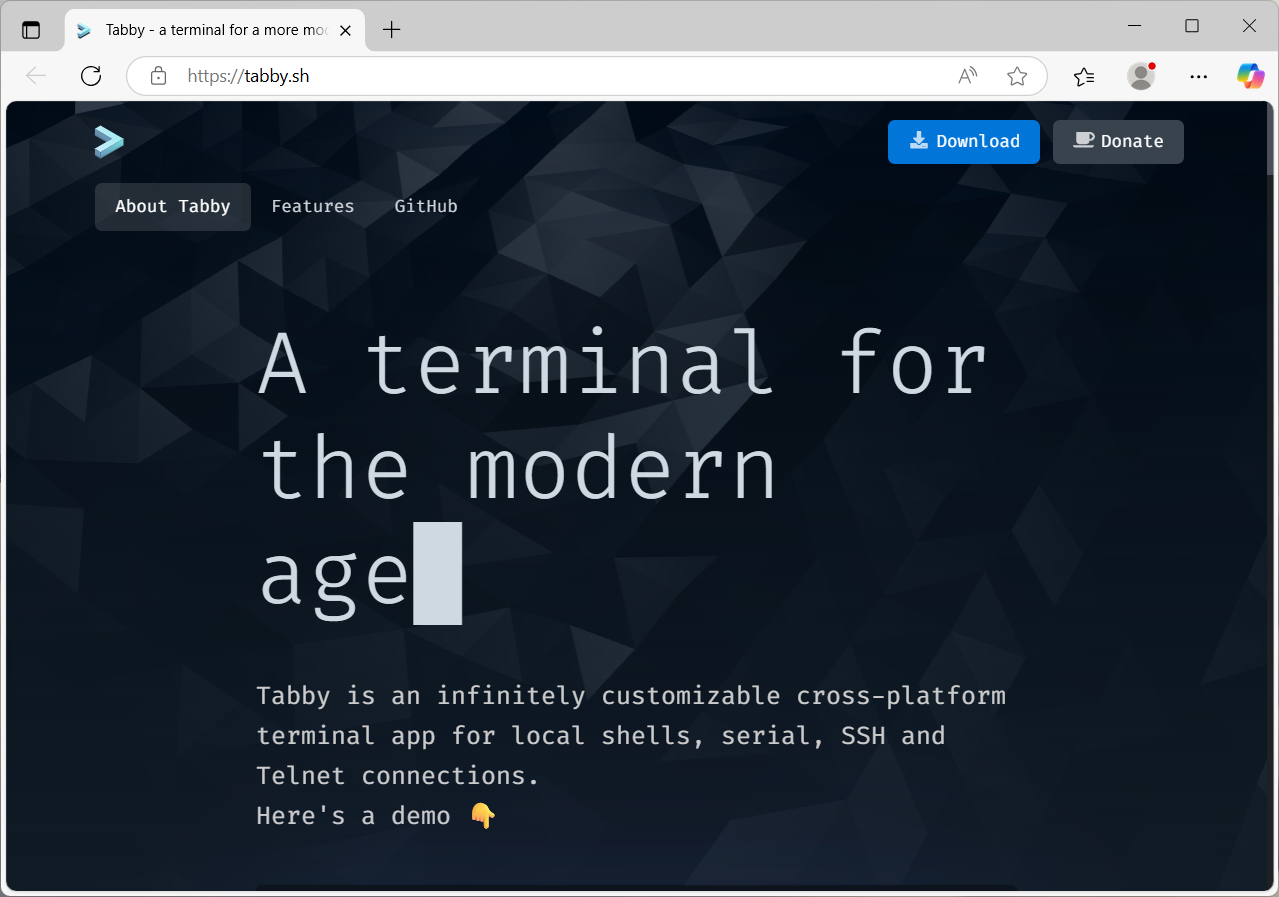 Tabby - a terminal for a more mo
https://tabby.sh
Download
Donate
About Tabby
Features
GitHub
A terminal for
the modern
age
Tabby is an infinitely customizable cross-platform
terminal app for local shells, serial, SSH and
Telnet connections.
Here's a demo 👇